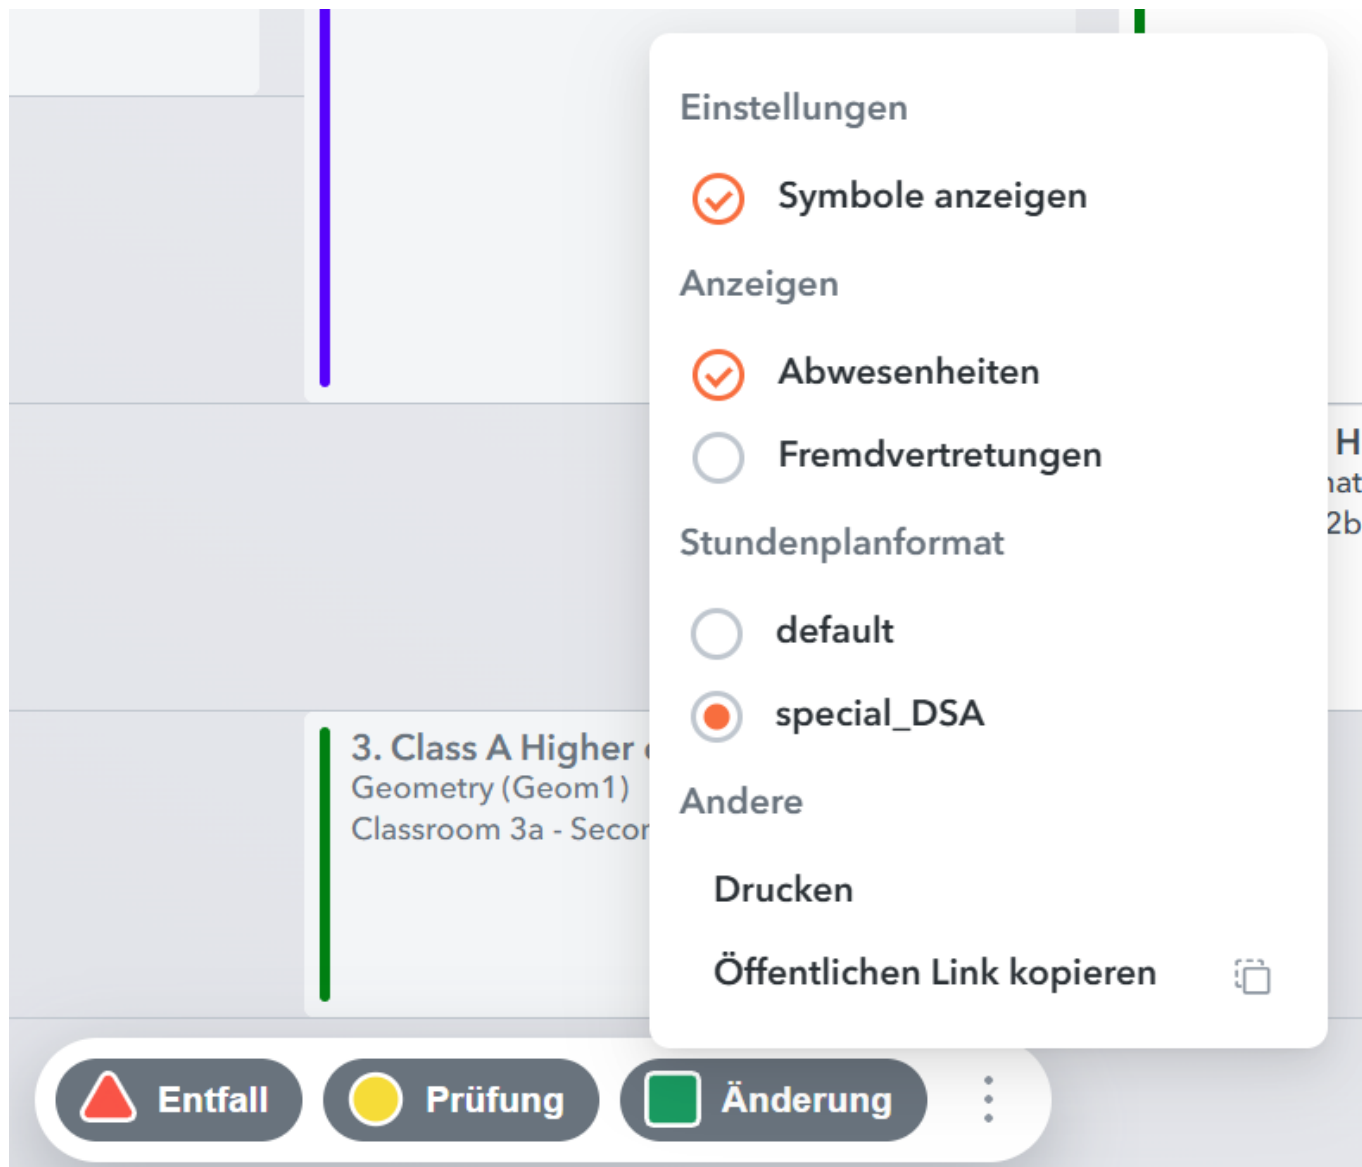 Einstellungen
Symbole anzeigen
Anzeigen
Abwesenheiten
Fremdvertretungen
H
2b
Stundenplanformat
default
special_DSA
3. Class A Higher
Geometry (Geom1)
Classroom 3a -
Andere
Drucken
Öffentlichen Link kopieren
Entfall
Prüfung
Änderung